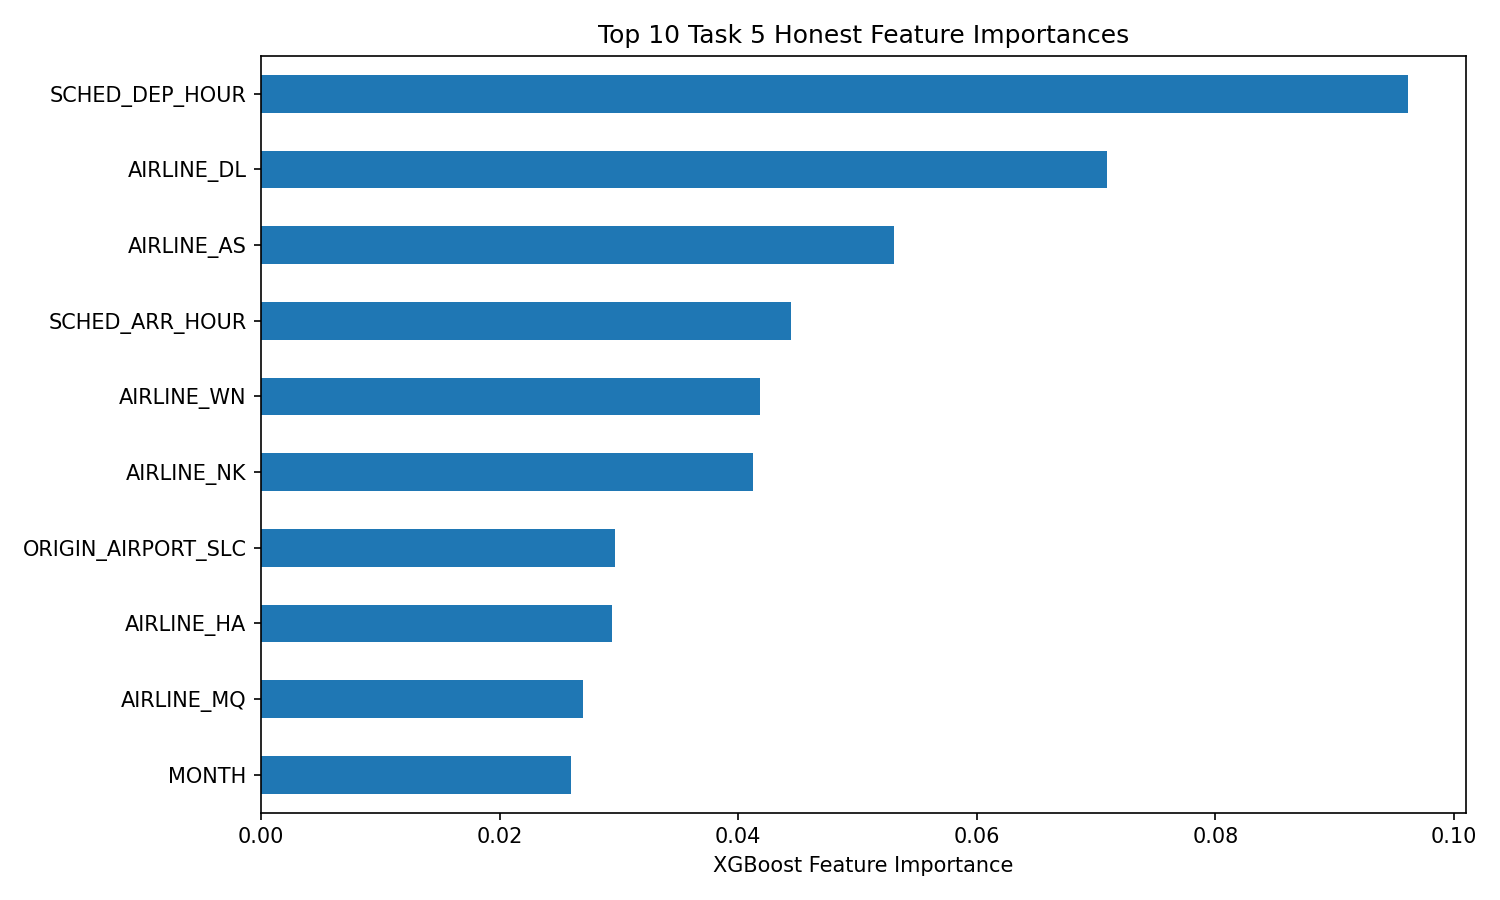 Top 10 Task 5 Honest Feature Importances
SCHED_DEP_HOUR
AIRLINE_DL
AIRLINE_AS
SCHED_ARR_HOUR
AIRLINE_WN
AIRLINE_NK
ORIGIN_AIRPORT_SLC
AIRLINE_HA
AIRLINE_MQ
MONTH
0.00 0.02 0.04 0.06 0.08 0.10
XGBoost Feature Importance